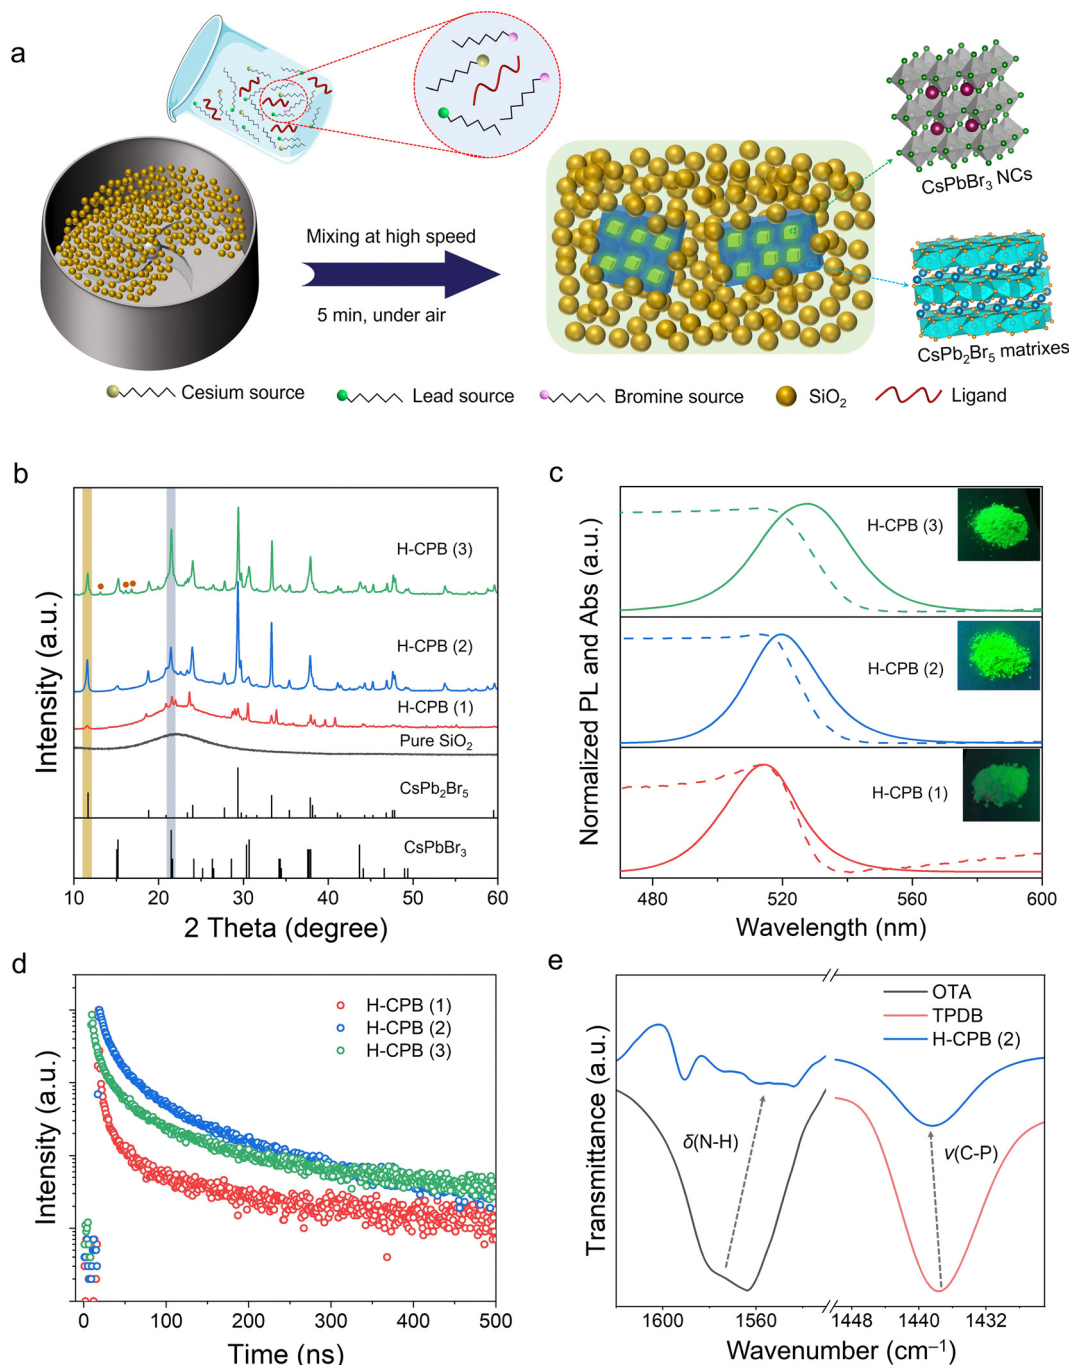 a
CsPbBr₃ NCs
Mixing at high speed
5 min, under air
CsPb₂Br₅ matrixes
Cesium source
Lead source
Bromine source
SiO₂
Ligand
b
Intensity (a.u.)
H-CPB (3)
H-CPB (2)
H-CPB (1)
Pure SiO₂
CsPb₂Br₅
CsPbBr₃
10 20 30 40 50 60
2 Theta (degree)
c
Normalized PL and Abs (a.u.)
H-CPB (3)
H-CPB (2)
H-CPB (1)
480 520 560 600
Wavelength (nm)
d
Intensity (a.u.)
H-CPB (1)
H-CPB (2)
H-CPB (3)
0 100 200 300 400 500
Time (ns)
e
Transmittance (a.u.)
OTA
TPDB
H-CPB (2)
δ(N-H)
ν(C-P)
1600 1560 1448 1440 1432
Wavenumber (cm⁻¹)